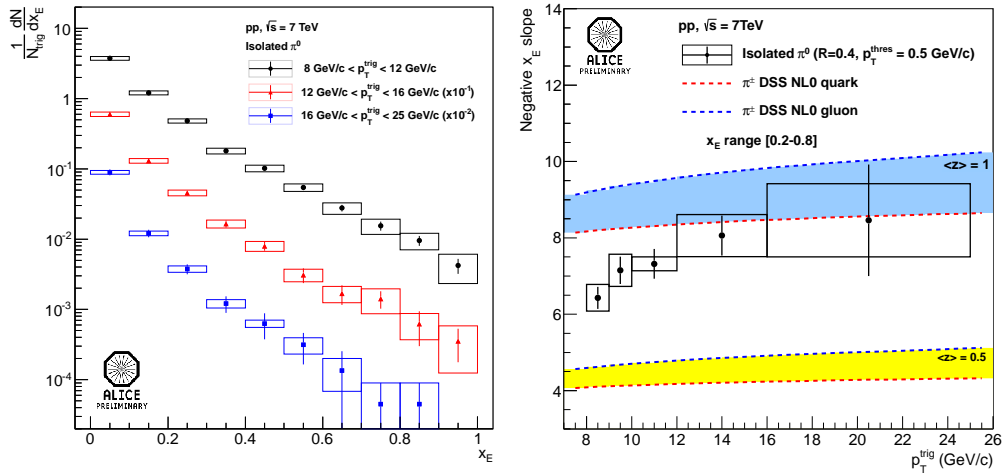 1 dN
N_trig dx_E
pp, √s = 7 TeV
Isolated π⁰
8 GeV/c < p_T^trig < 12 GeV/c
12 GeV/c < p_T^trig < 16 GeV/c (x10⁻¹)
16 GeV/c < p_T^trig < 25 GeV/c (x10⁻²)
10
1
10⁻¹
10⁻²
10⁻³
10⁻⁴
ALICE
PRELIMINARY
0 0.2 0.4 0.6 0.8 1
x_E
Negative x_E slope
14
12
10
8
6
4
ALICE
PRELIMINARY
pp, √s = 7TeV
Isolated π⁰ (R=0.4, p_T^thres = 0.5 GeV/c)
π± DSS NL0 quark
π± DSS NL0 gluon
x_E range [0.2-0.8]
<z> = 1
<z> = 0.5
8 10 12 14 16 18 20 22 24 26
p_T^trig (GeV/c)